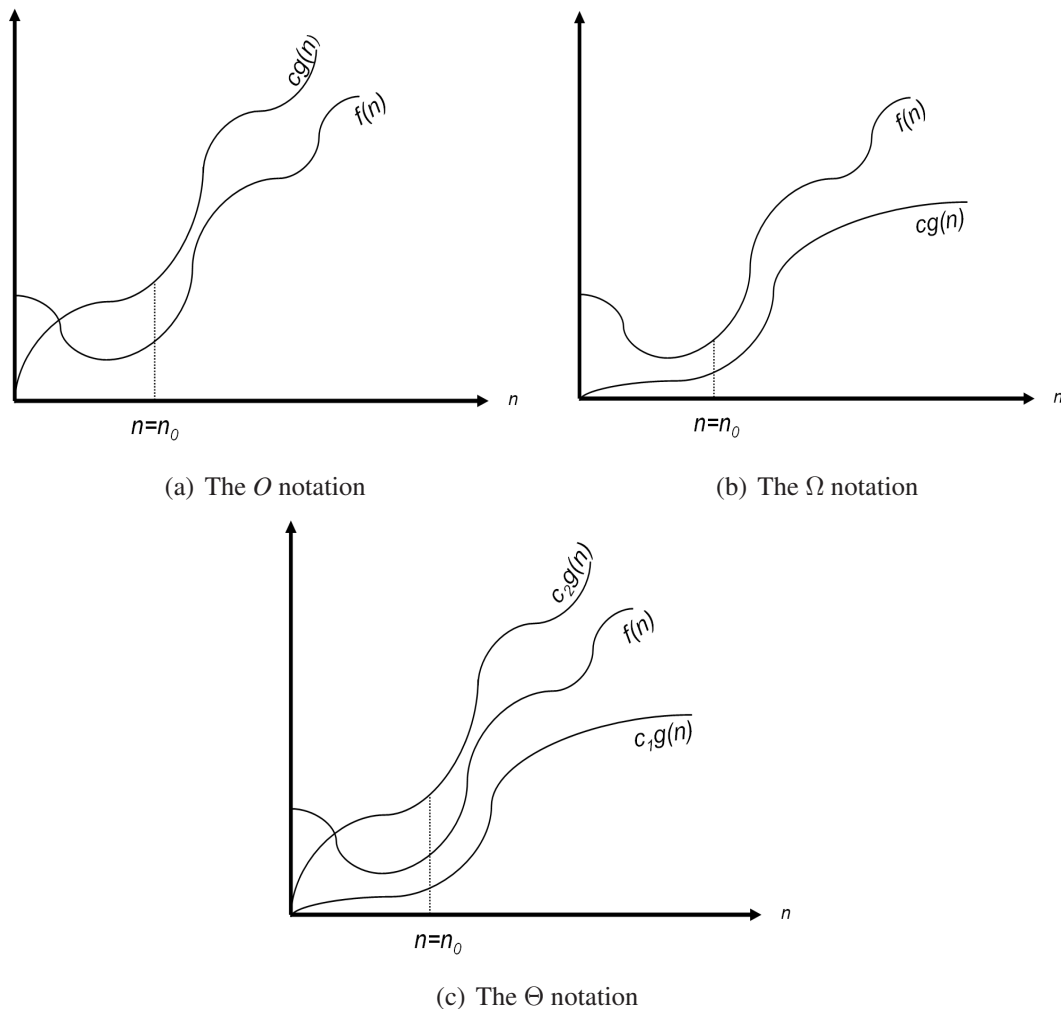 cg(n)
f(n)
n
n=n₀
(a) The O notation
f(n)
cg(n)
n
n=n₀
(b) The Ω notation
c₂g(n)
f(n)
c₁g(n)
n
n=n₀
(c) The Θ notation